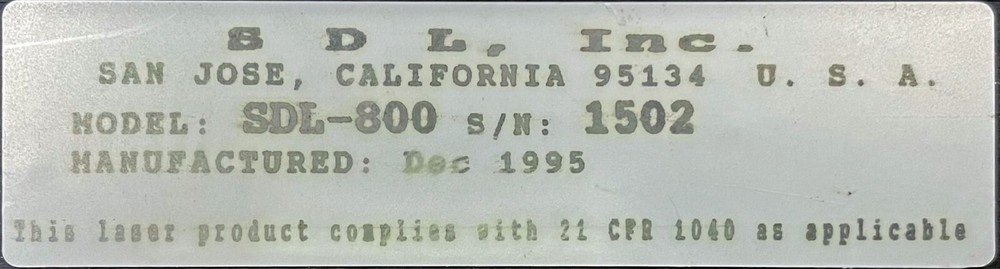 S D L, Inc.
SAN JOSE, CALIFORNIA 95134 U. S. A.
MODEL: SDL-800 S/N: 1502
MANUFACTURED: Dec 1995
This laser product complies with 21 CFR 1040 as applicable